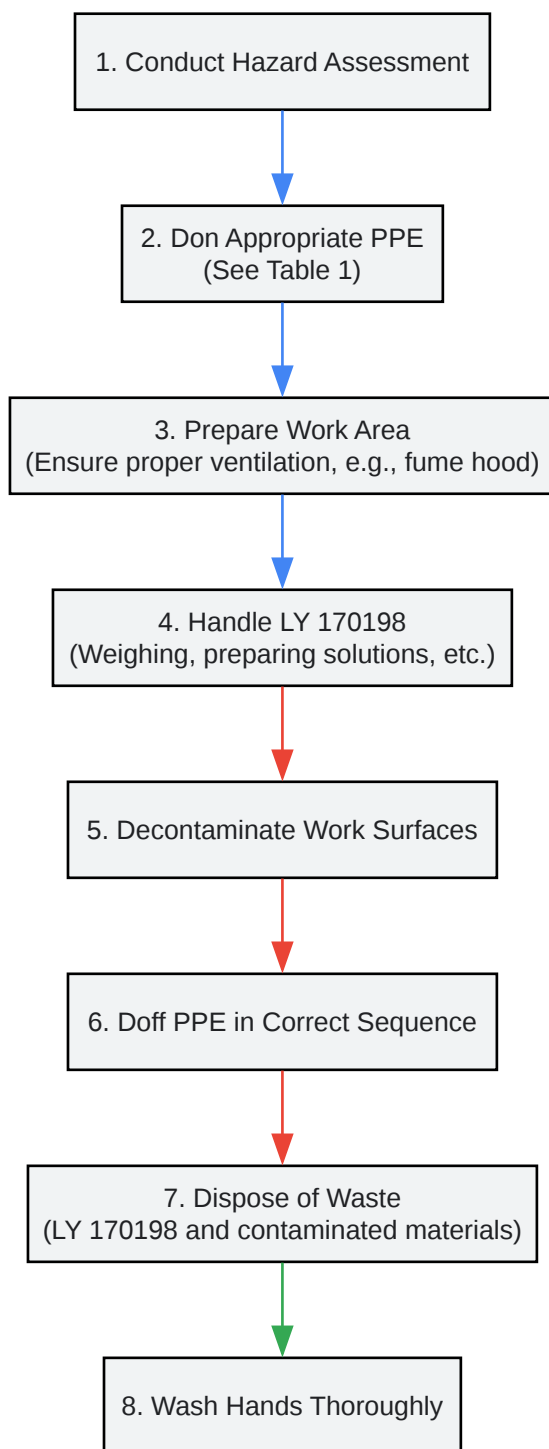 1. Conduct Hazard Assessment
2. Don Appropriate PPE
(See Table 1)
3. Prepare Work Area
(Ensure proper ventilation, e.g., fume hood)
4. Handle LY 170198
(Weighing, preparing solutions, etc.)
5. Decontaminate Work Surfaces
6. Doff PPE in Correct Sequence
7. Dispose of Waste
(LY 170198 and contaminated materials)
8. Wash Hands Thoroughly